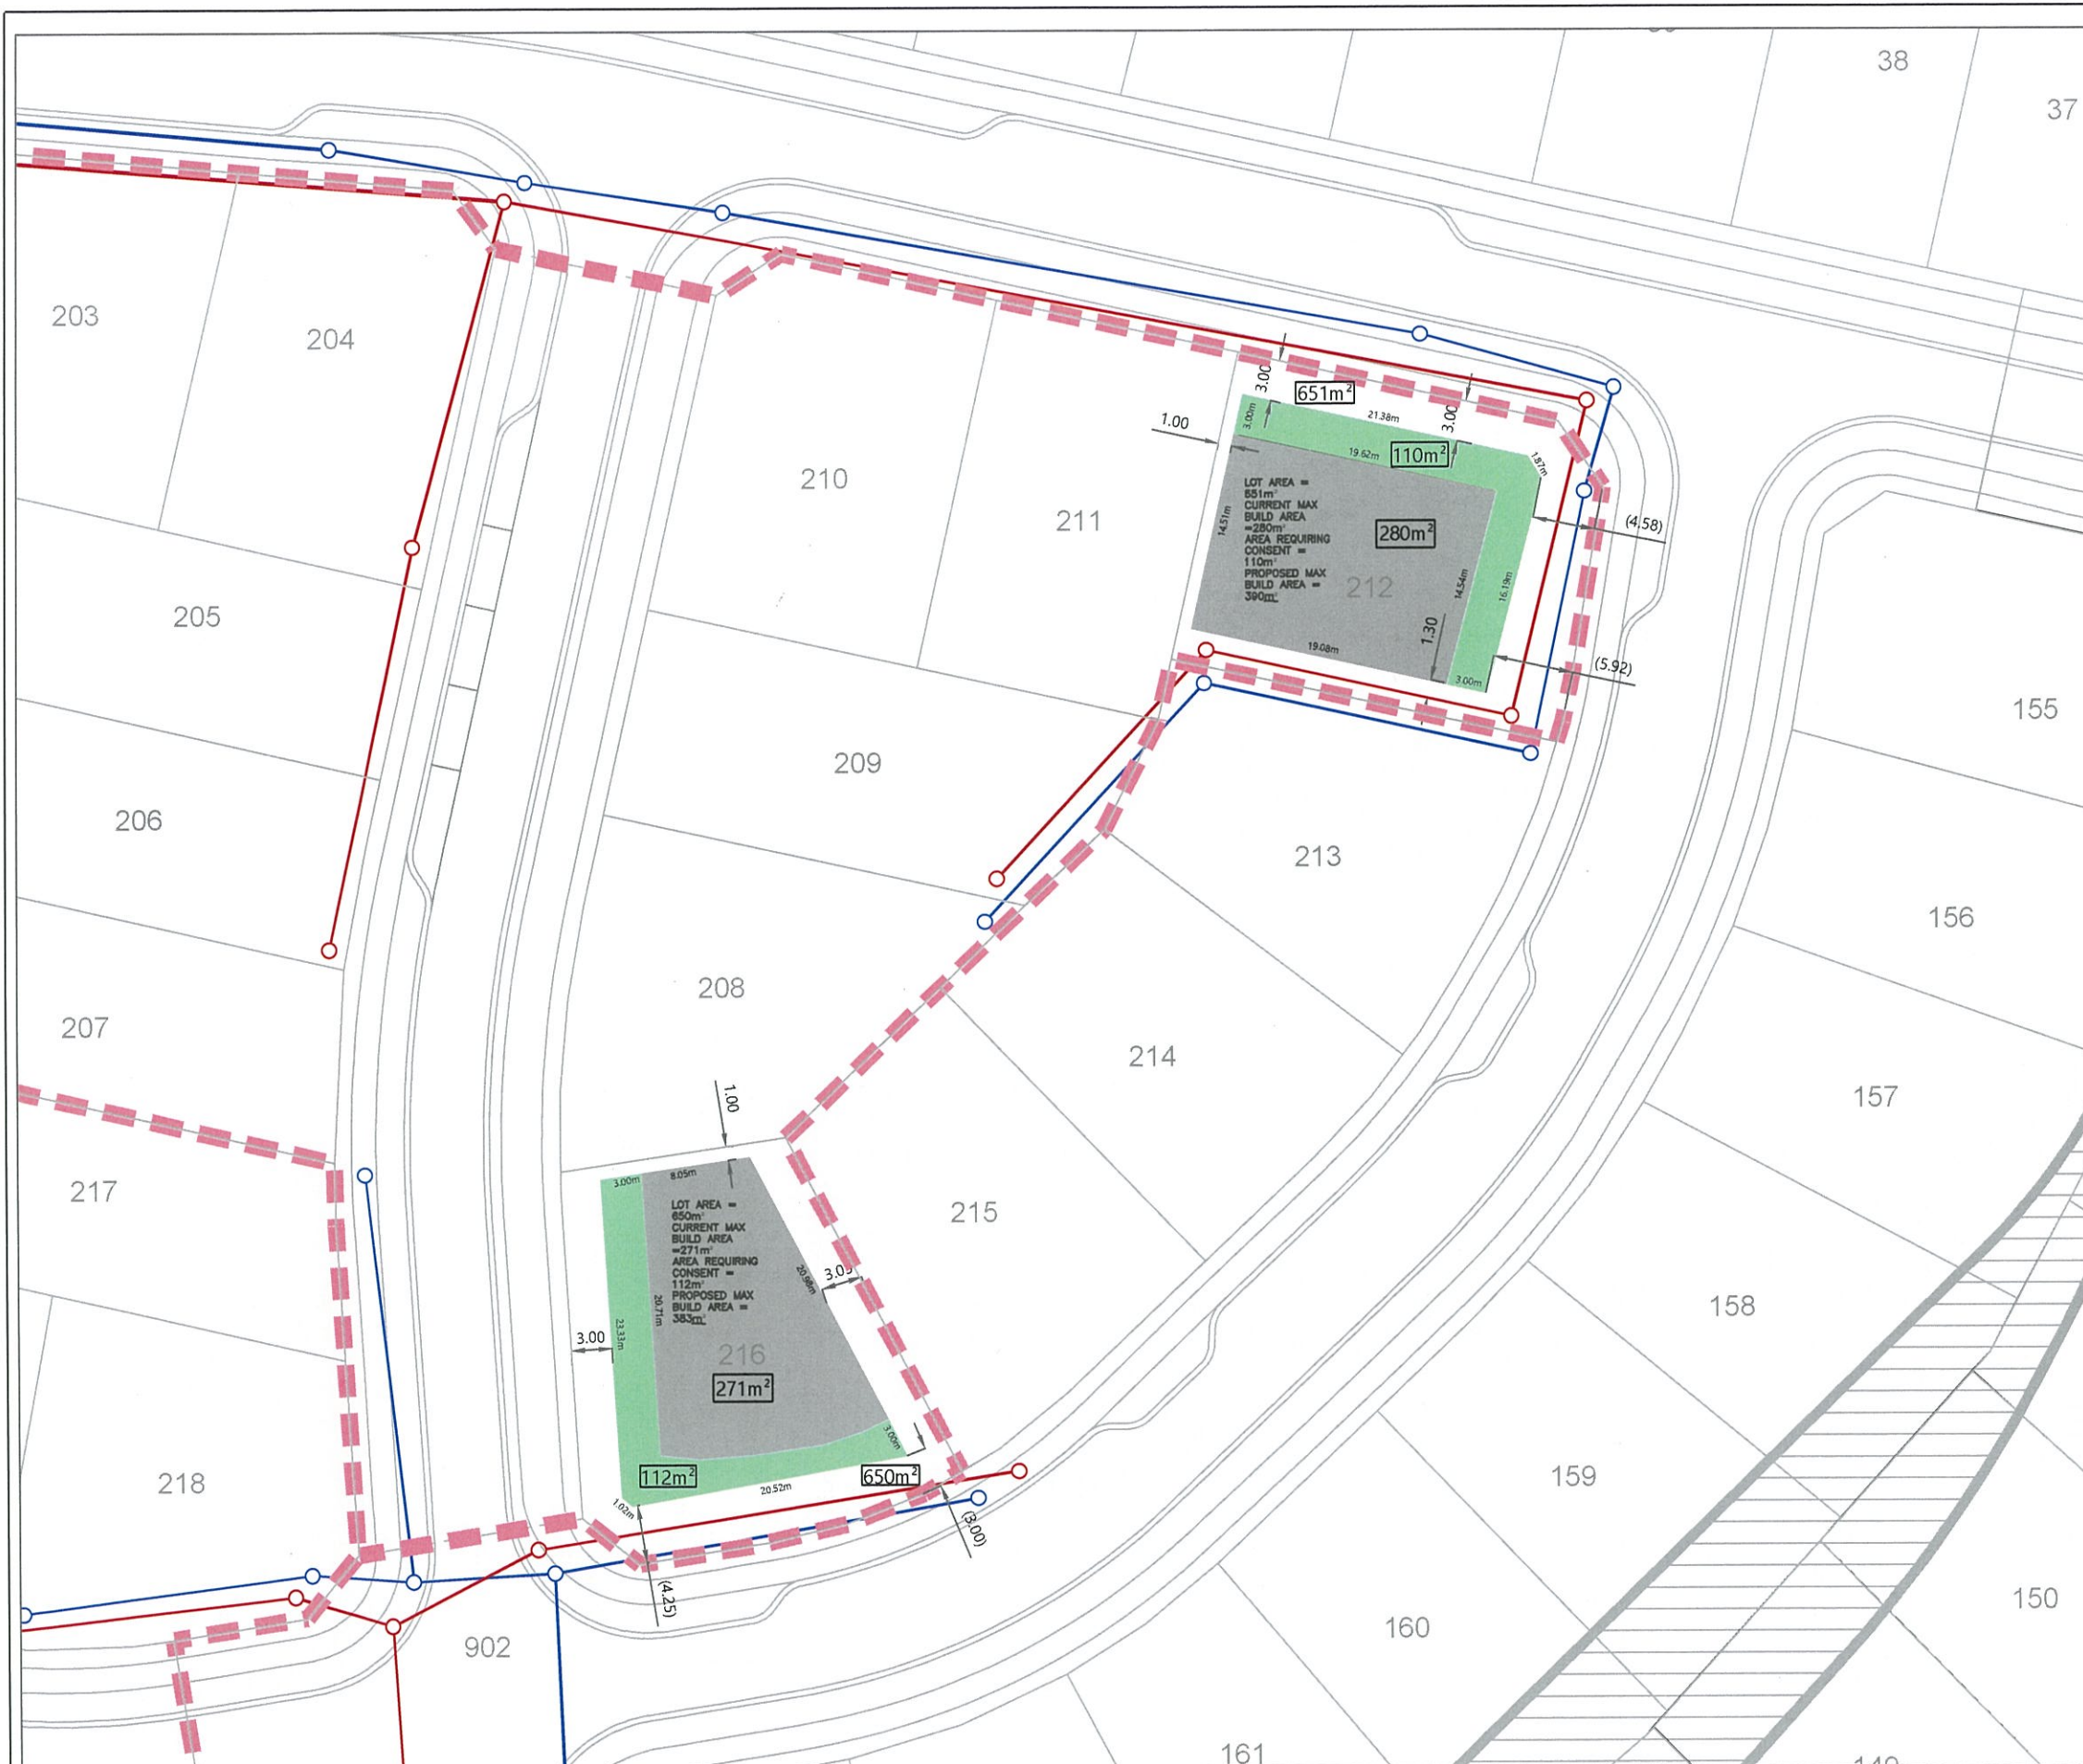 38
37
203
204
3.00
651m²
1.00
3.00m
21.38m
3.00
1.87m
19.62m
110m²
210
211
LOT AREA =
651m²
CURRENT MAX
BUILD AREA
=280m²
AREA REQUIRING
CONSENT =
110m²
PROPOSED MAX
BUILD AREA =
390m²
14.51m
280m²
212
14.54m
16.19m
(4.58)
205
1.30
19.08m
3.00m
(5.92)
155
209
206
213
156
208
207
214
157
1.00
217
215
3.00m
8.05m
LOT AREA =
650m²
CURRENT MAX
BUILD AREA
=271m²
AREA REQUIRING
CONSENT =
112m²
PROPOSED MAX
BUILD AREA =
383m²
20.98m
20.71m
23.33m
3.00
216
271m²
158
3.00m
218
112m²
650m²
20.52m
1.02m
159
(3.00)
(4.25)
902
160
150
161